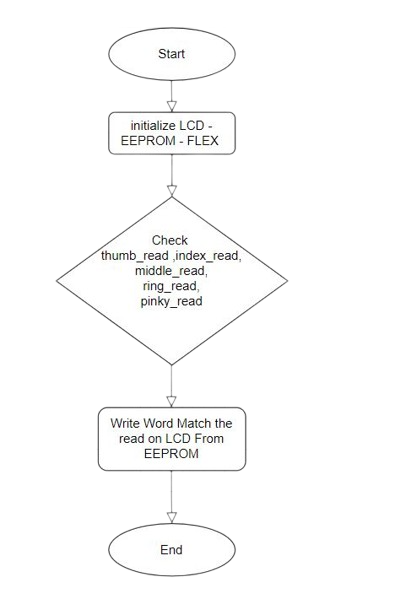 Start
initialize LCD -
EEPROM - FLEX
Check
thumb_read ,index_read,
middle_read,
ring_read,
pinky_read
Write Word Match the
read on LCD From
EEPROM
End